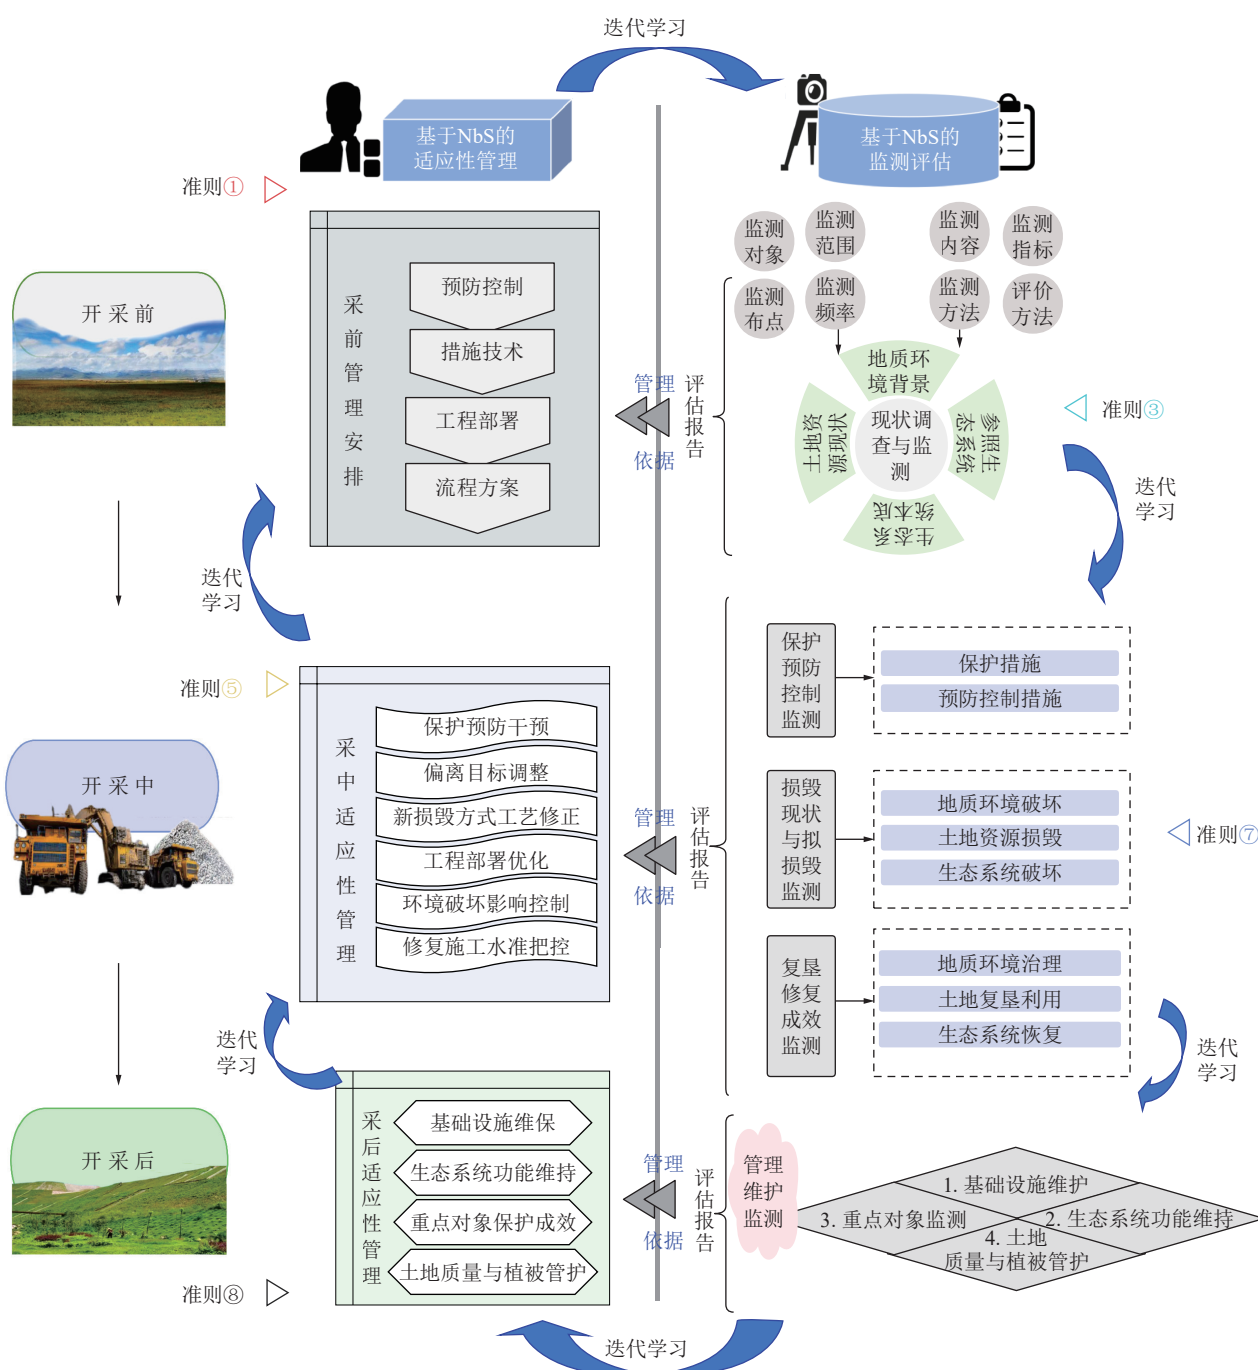 迭代学习
基于NbS的
适应性管理
基于NbS的
监测评估
准则①
开采前
采前管理安排
预防控制
措施技术
工程部署
流程方案
管理
依据
评估报告
监测
对象
监测
范围
监测
内容
监测
指标
监测
布点
监测
频率
监测
方法
评价
方法
地质环
境背景
土地资
源现状
现状调
查与监
测
参照生
态系统
生态系
统本底
准则③
迭代
学习
迭代
学习
准则⑤
开采中
采中适应性管理
保护预防干预
偏离目标调整
新损毁方式工艺修正
工程部署优化
环境破坏影响控制
修复施工水准把控
管理
依据
评估报告
保护
预防
控制
监测
保护措施
预防控制措施
损毁
现状
与拟
损毁
监测
地质环境破坏
土地资源损毁
生态系统破坏
准则⑦
复垦
修复
成效
监测
地质环境治理
土地复垦利用
生态系统恢复
迭代
学习
迭代
学习
开采后
采后适应性管理
基础设施维保
生态系统功能维持
重点对象保护成效
土地质量与植被管护
管理
依据
评估报告
管理
维护
监测
1. 基础设施维护
3. 重点对象监测
2. 生态系统功能维持
4. 土地
质量与植被管护
准则⑧
迭代学习